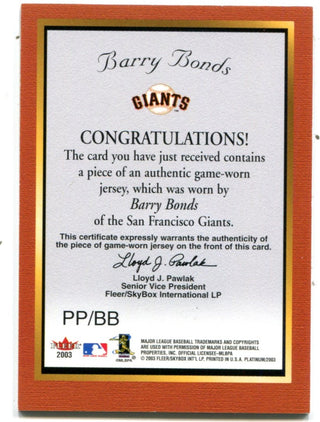 Barry Bonds
GIANTS
CONGRATULATIONS!
The card you have just received contains
a piece of an authentic game-worn
jersey, which was worn by
Barry Bonds
of the San Francisco Giants.
This certificate expressly warrants the authenticity of
the piece of game-worn jersey on the front of this card.
Lloyd J. Pawlak
Lloyd J. Pawlak
Senior Vice President
Fleer/SkyBox International LP
PP/BB
FLEER
2003
MLBPA
MAJOR LEAGUE BASEBALL TRADEMARKS AND COPYRIGHTS
ARE USED WITH PERMISSION OF MAJOR LEAGUE BASEBALL
PROPERTIES, INC. OFFICIAL LICENSEE-MLBPA
© 2003 FLEER/SKYBOX INT'L LP. PRINTED IN U.S.A. PLATINUM/2003